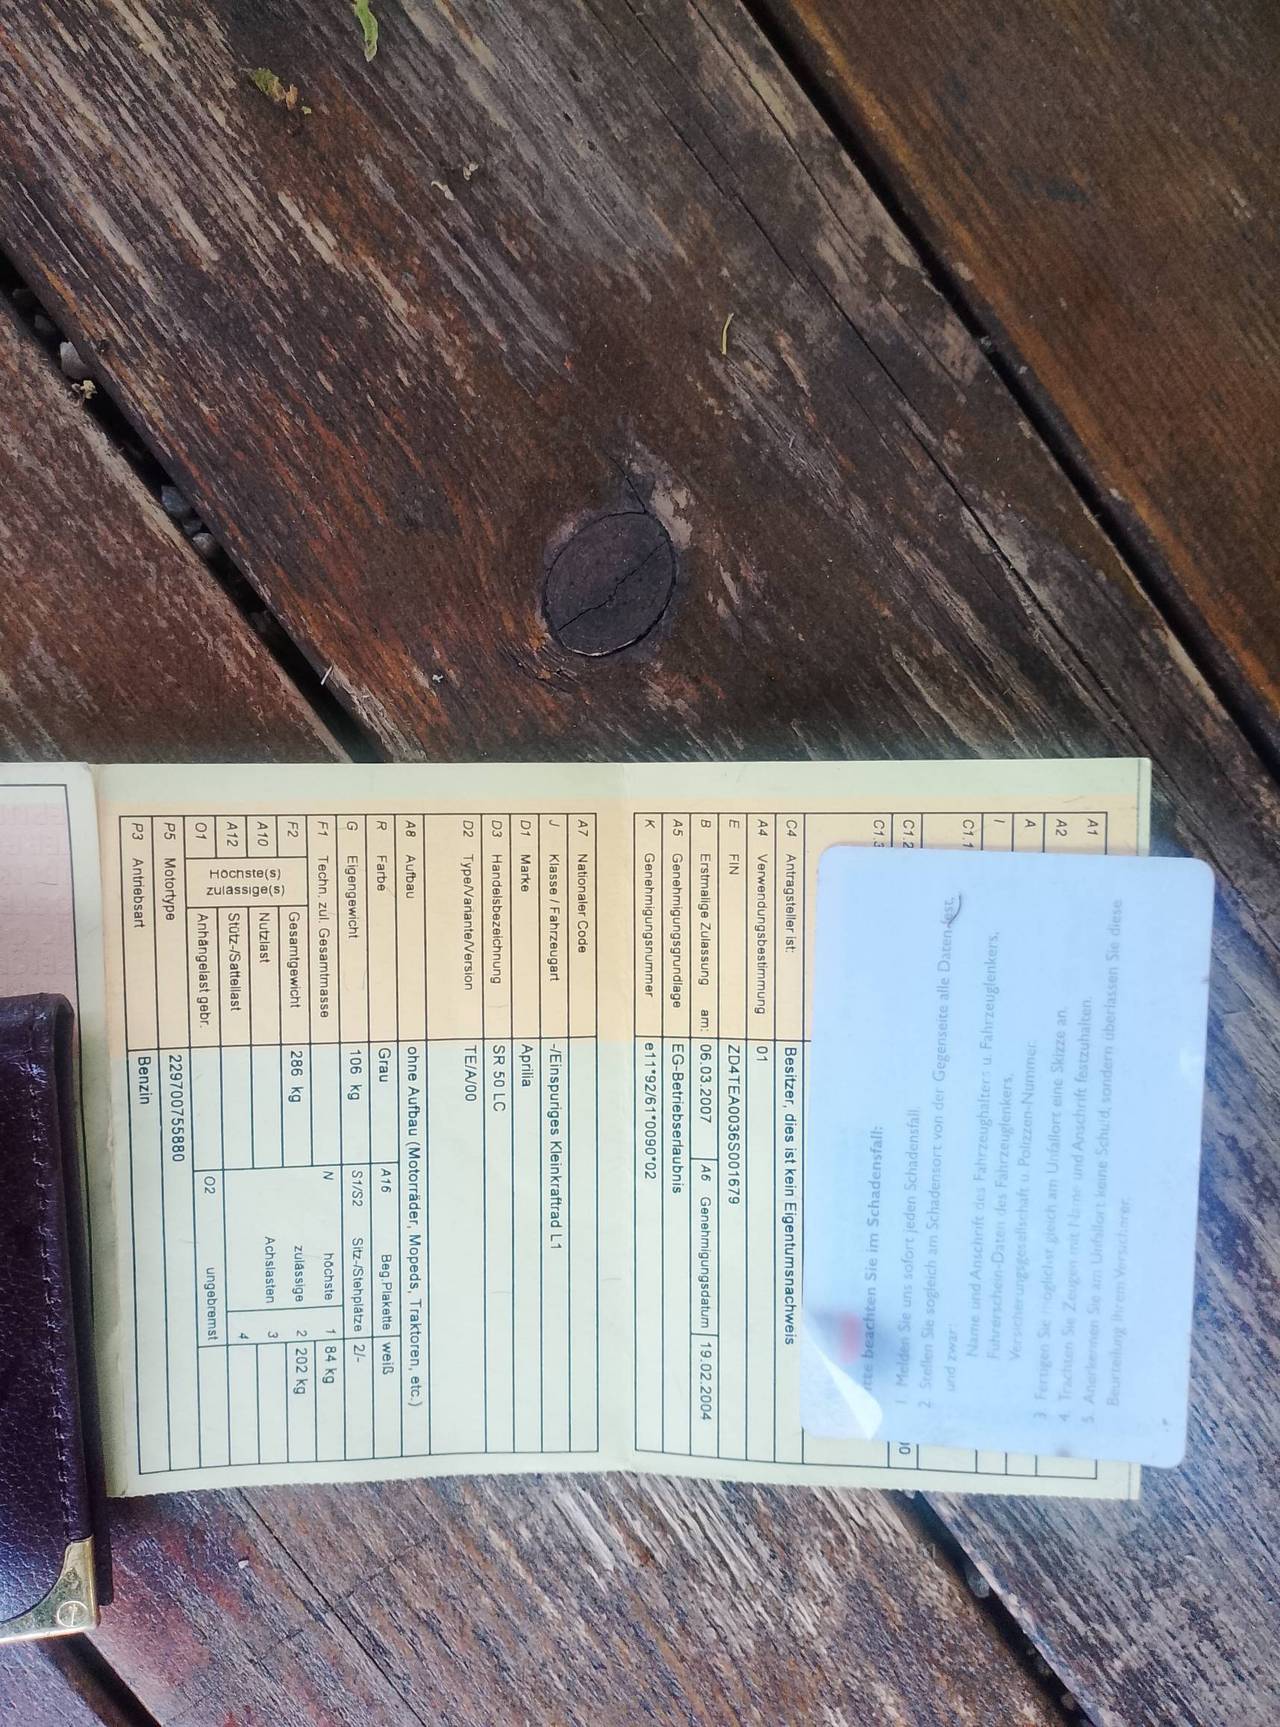 A1
A2
A
I
C1.1
C1.2
00
C1.3
Bitte beachten Sie im Schadensfall:
1. Melden Sie uns sofort jeden Schadensfall.
2. Stellen Sie sogleich am Schadensort von der Gegenseite alle Daten fest,
und zwar:
Name und Anschrift des Fahrzeughalters u. Fahrzeuglenkers,
Führerschein-Daten des Fahrzeuglenkers,
Versicherungsgesellschaft u. Polizzen-Nummer.
3. Fertigen Sie möglichst gleich am Unfallort eine Skizze an.
4. Trachten Sie Zeugen mit Name und Anschrift festzuhalten.
5. Anerkennen Sie am Unfallort keine Schuld, sondern überlassen Sie diese
Beurteilung Ihrem Versicherer.
C4 Antragsteller ist: Besitzer, dies ist kein Eigentumsnachweis
A4 Verwendungsbestimmung 01
E FIN ZD4TEA0036S001679
B Erstmalige Zulassung am: 06.03.2007 A6 Genehmigungsdatum 19.02.2004
A5 Genehmigungsgrundlage EG-Betriebserlaubnis
K Genehmigungsnummer e11*92/61*0090*02
A7 Nationaler Code
J Klasse / Fahrzeugart -/Einspuriges Kleinkraftrad L1
D1 Marke Aprilia
D3 Handelsbezeichnung SR 50 LC
D2 Type/Variante/Version TE/A/00
A8 Aufbau ohne Aufbau (Motorräder, Mopeds, Traktoren, etc.)
R Farbe Grau A16 Beg.Plakette weiß
G Eigengewicht 106 kg S1/S2 Sitz-/Stehplätze 2/-
F1 Techn. zul. Gesamtmasse N höchste 1 84 kg
F2 Höchste(s) zulässige(s) Gesamtgewicht 286 kg zulässige 2 202 kg
A10 Nutzlast Achslasten 3
A12 Stütz-/Sattellast 4
O1 Anhängelast gebr. O2 ungebremst
P5 Motortype 229700755880
P3 Antriebsart Benzin